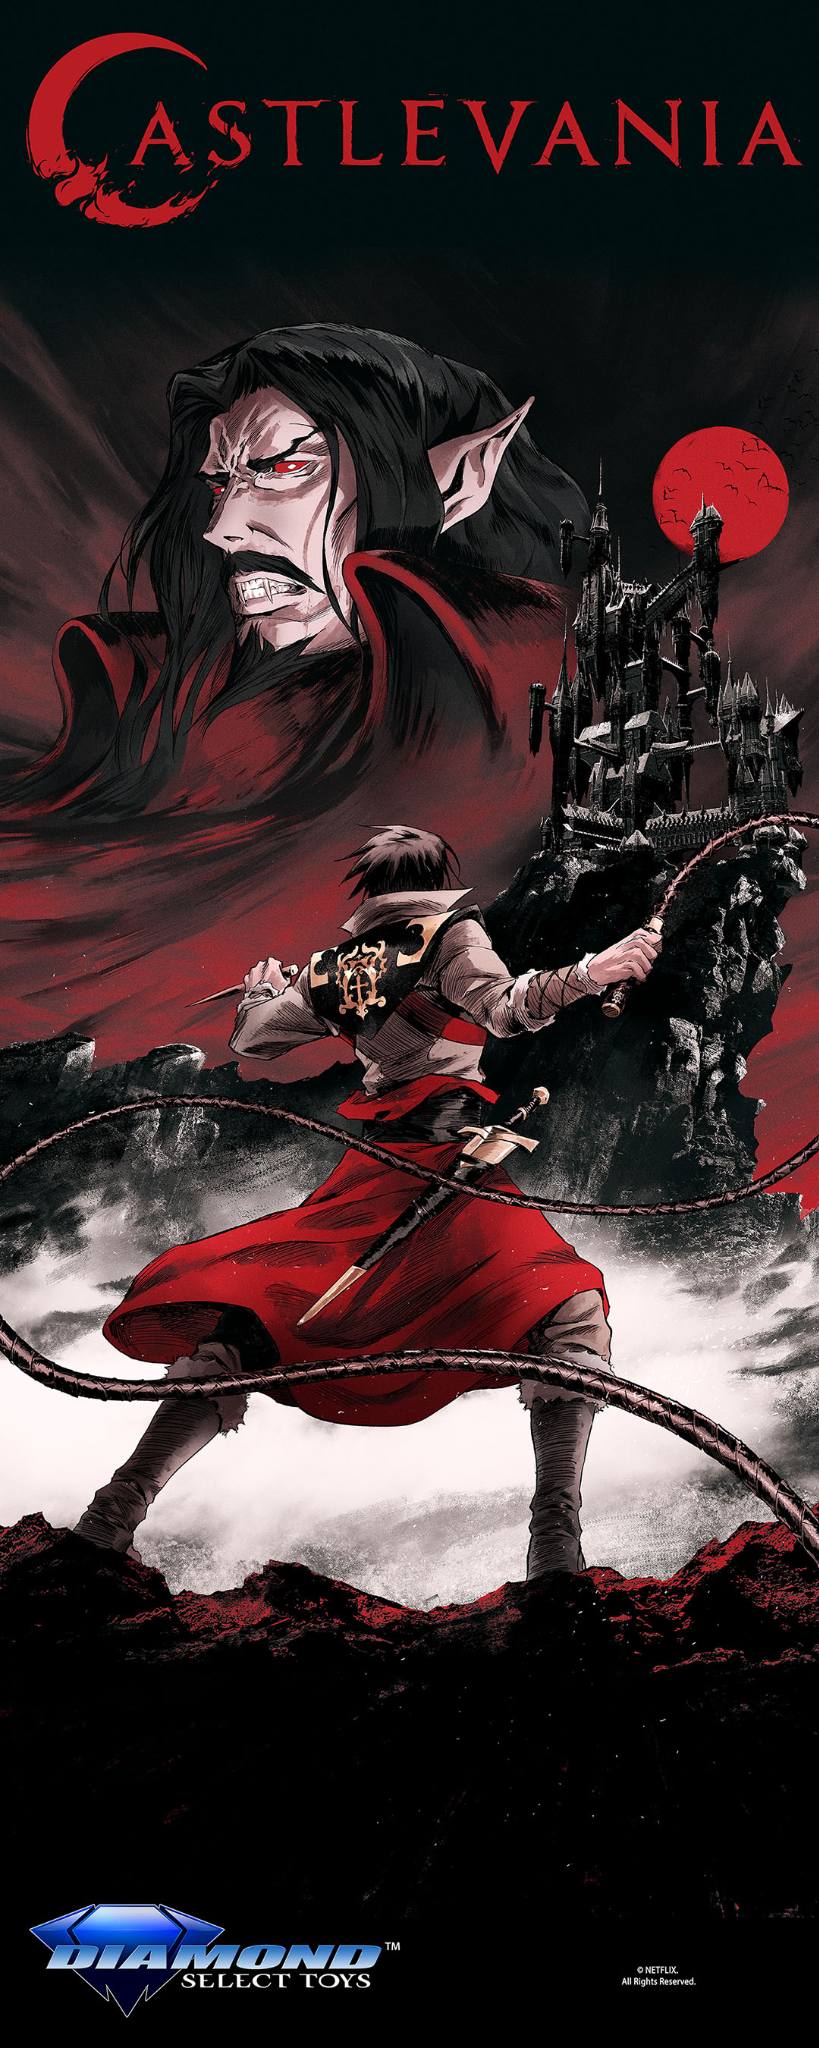 CASTLEVANIA
DIAMOND™
SELECT TOYS
© NETFLIX.
All Rights Reserved.